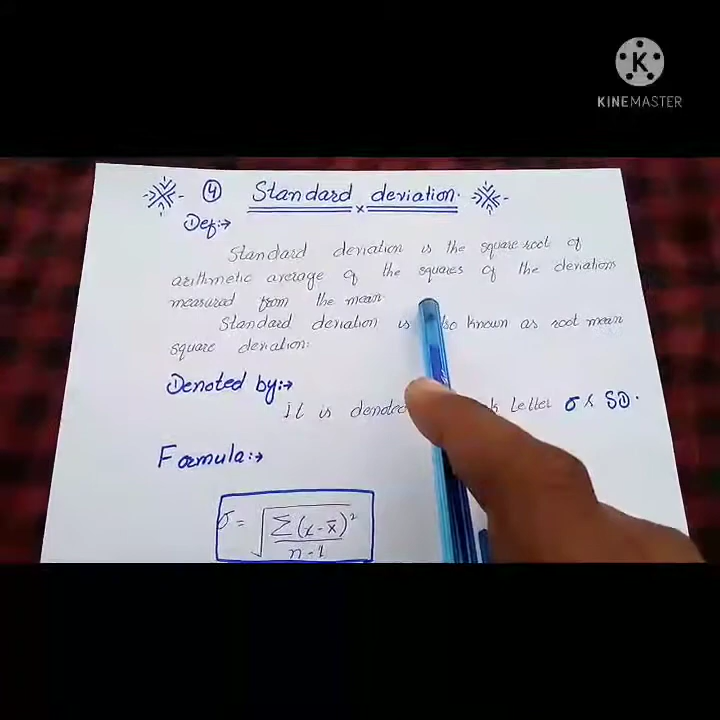 K
KINEMASTER
④ Standard deviation.
Def:→
Standard deviation is the square root of
arithmetic average of the squares of the deviations
measured from the mean
Standard deviation is known as root mean
square deviation:
Denoted by:→
it is denoted Letter σ & SD.
Formula:→
σ = √ Σ(x-x̄)² / n-1